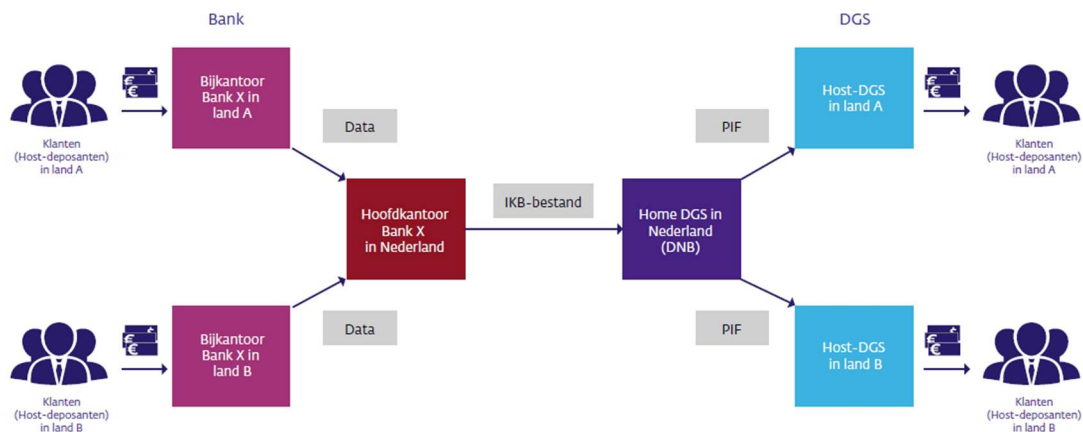 Bank
DGS
Bijkantoor
Bank X in
land A
Host-DGS
in land A
Klanten
(Host-deposanten)
in land A
Data
PIF
Klanten
(Host-deposanten)
in land A
Hoofdkantoor
Bank X
in Nederland
IKB-bestand
Home DGS in
Nederland
(DNB)
Bijkantoor
Bank X in
land B
Data
PIF
Host-DGS
in land B
Klanten
(Host-deposanten)
in land B
Klanten
(Host-deposanten)
in land B